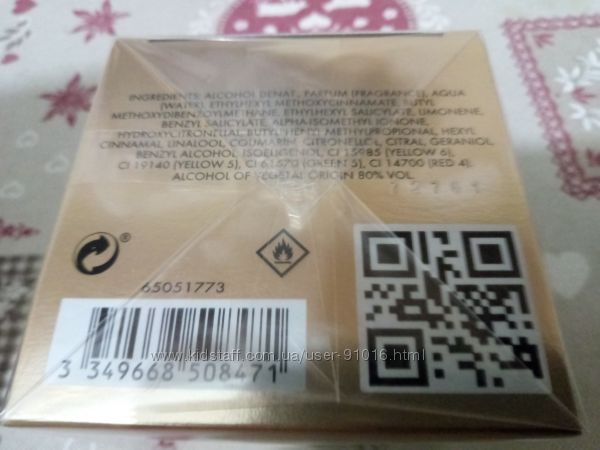 INGREDIENTS: ALCOHOL DENAT., PARFUM (FRAGRANCE), AQUA
(WATER), ETHYLHEXYL METHOXYCINNAMATE, BUTYL
METHOXYDIBENZOYLMETHANE, ETHYLHEXYL SALICYLATE, LIMONENE,
BENZYL SALICYLATE, ALPHA-ISOMETHYL IONONE,
HYDROXYCITRONELLAL, BUTYLPHENYL METHYLPROPIONAL, HEXYL
CINNAMAL, LINALOOL, COUMARIN, CITRONELLOL, CITRAL, GERANIOL,
BENZYL ALCOHOL, ISOEUGENOL, CI 15985 (YELLOW 6),
CI 19140 (YELLOW 5), CI 61570 (GREEN 5), CI 14700 (RED 4).
ALCOHOL OF VEGETAL ORIGIN 80% VOL.
®
65051773
www.kidstaff.com.ua/user-91016.html
3 349668 508471